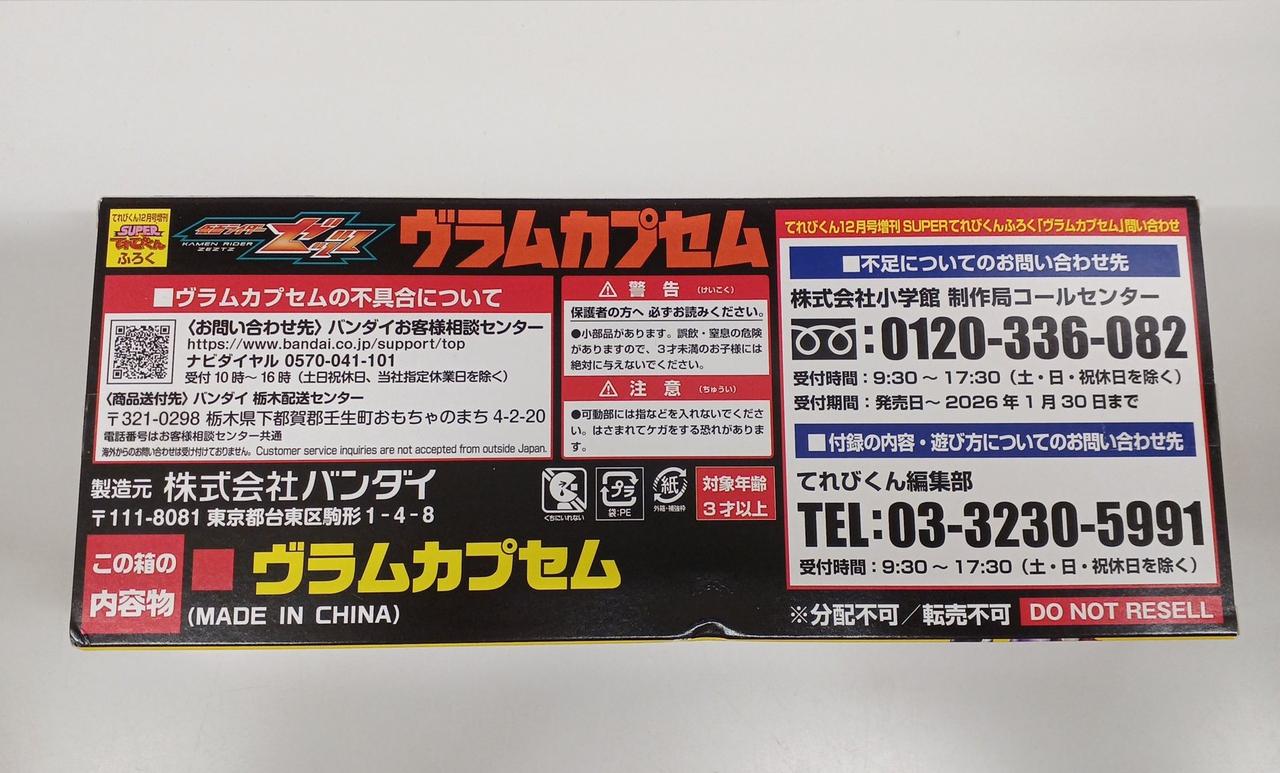 てれびくん12月号増刊
SUPER
てれびくん
ふろく
仮面ライダー
KAMEN RIDER
ZEZTZ
ゼッツ
ヴラムカプセム
■ヴラムカプセムの不具合について
〈お問い合わせ先〉バンダイお客様相談センター
https://www.bandai.co.jp/support/top
ナビダイヤル 0570-041-101
受付10時～16時（土日祝休日、当社指定休業日を除く）
〈商品送付先〉バンダイ 栃木配送センター
〒321-0298 栃木県下都賀郡壬生町おもちゃのまち 4-2-20
電話番号はお客様相談センター共通
海外からのお問い合わせは受け付けておりません。Customer service inquiries are not accepted from outside Japan.
警告（けいこく）
保護者の方へ 必ずお読みください。
●小部品があります。誤飲・窒息の危険
がありますので、3才未満のお子様には
絶対に与えないでください。
注意（ちゅうい）
●可動部には指などを入れないでくださ
い。はさまれてケガをする恐れがありま
す。
製造元 株式会社バンダイ
〒111-8081 東京都台東区駒形1-4-8
くちにいれない
プラ
袋:PE
紙
外箱・補強枠
対象年齢
3才以上
この箱の
内容物
■ヴラムカプセム
(MADE IN CHINA)
てれびくん12月号増刊 SUPERてれびくんふろく「ヴラムカプセム」問い合わせ
■不足についてのお問い合わせ先
株式会社小学館 制作局コールセンター
:0120-336-082
受付時間：9:30～17:30（土・日・祝休日を除く）
受付期間：発売日～2026年1月30日まで
■付録の内容・遊び方についてのお問い合わせ先
てれびくん編集部
TEL:03-3230-5991
受付時間：9:30～17:30（土・日・祝休日を除く）
※分配不可／転売不可 DO NOT RESELL